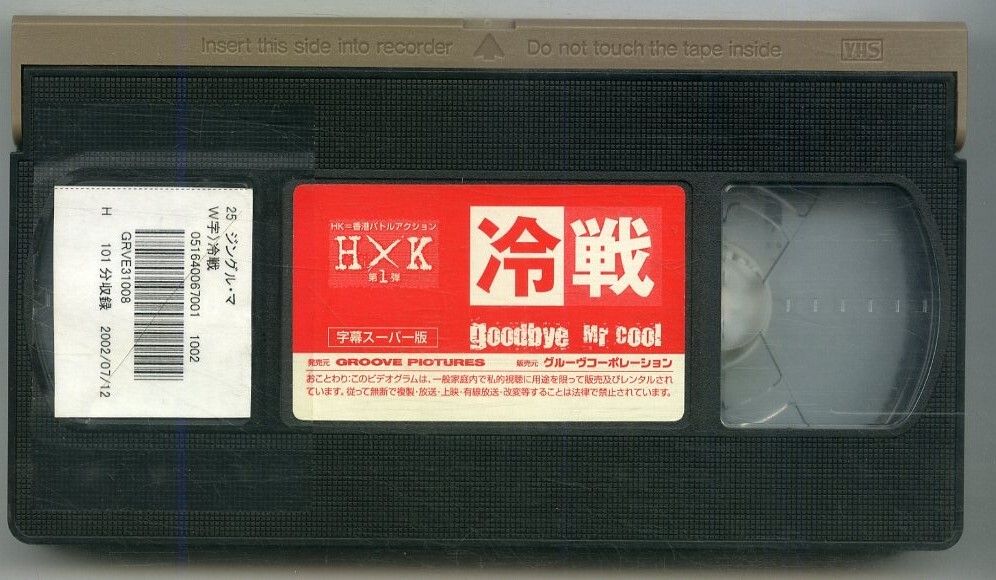 Insert this side into recorder
Do not touch the tape inside
VHS
25 ジングル・マ
W字)冷戦
051640067001 1002
GRVE31008
H 101 分収録 2002/07/12
HK=香港バトルアクション
H×K
第1弾
冷戦
字幕スーパー版
goodbye Mr cool
発売元 GROOVE PICTURES
販売元 グルーヴコーポレーション
おことわり:このビデオグラムは、一般家庭内で私的視聴に用途を限って販売及びレンタルされ
ています。従って無断で複製・放送・上映・有線放送・改変等することは法律で禁止されています。